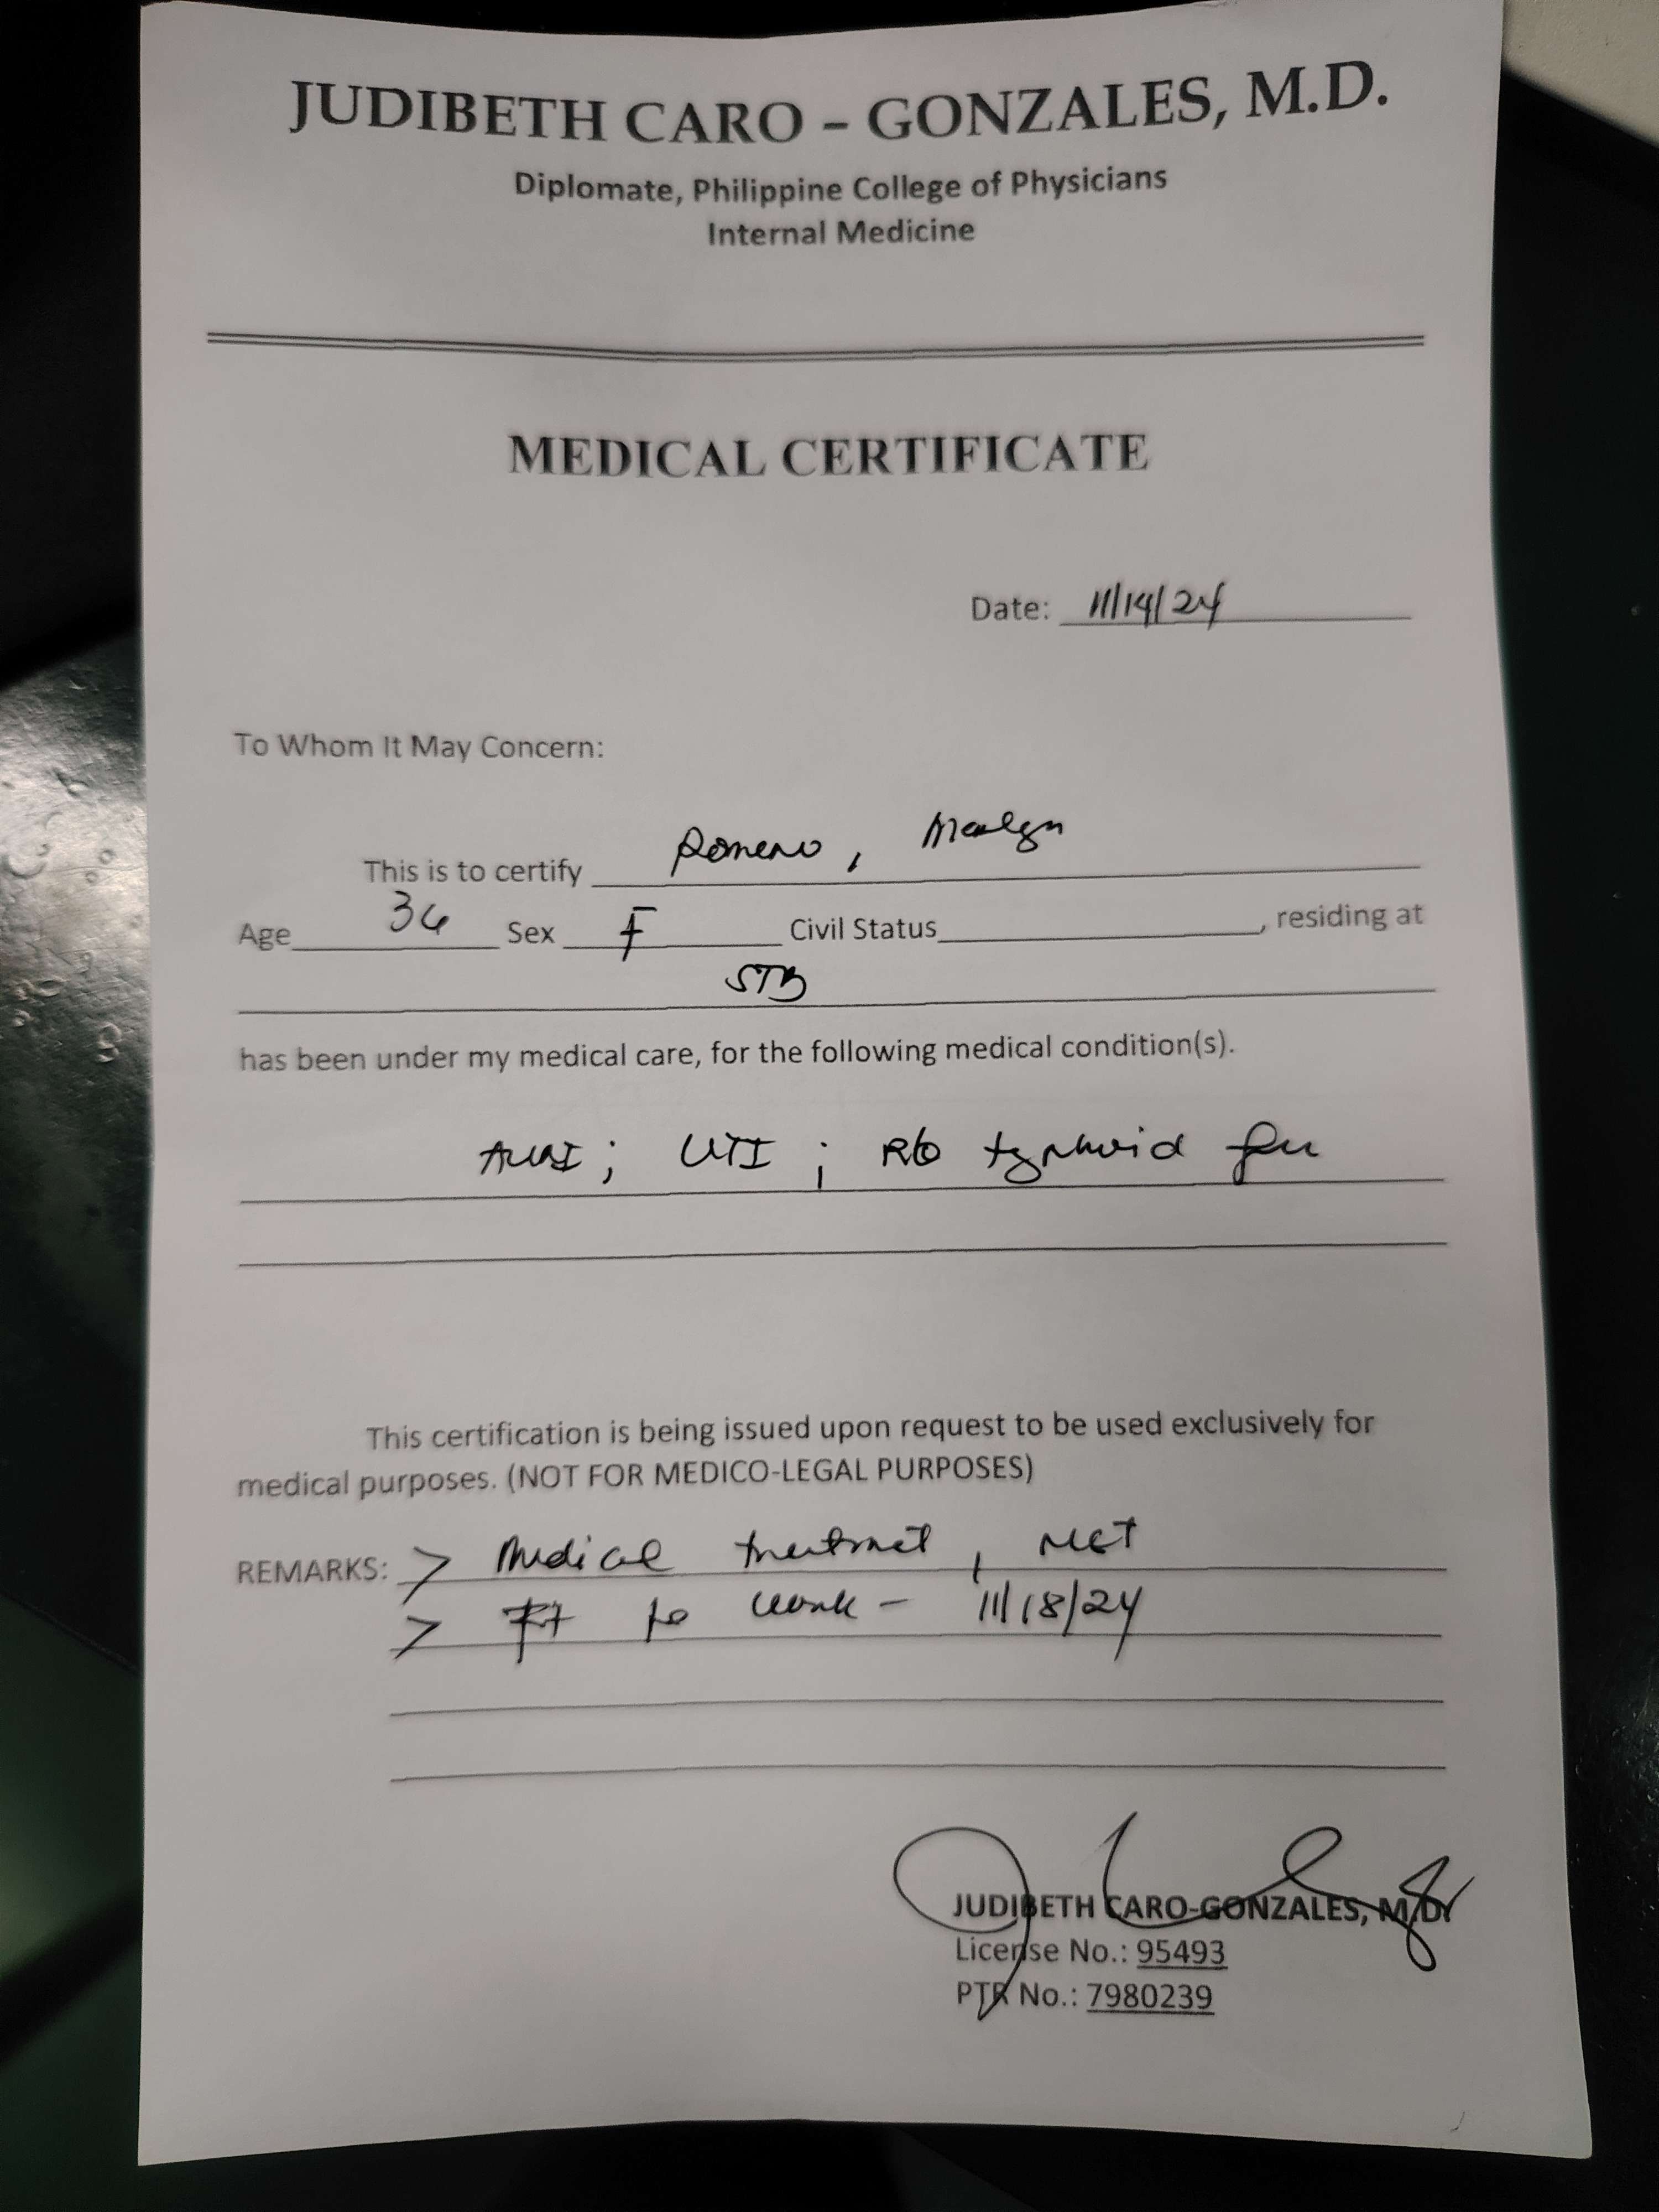 JUDIBETH CARO – GONZALES, M.D.
Diplomate, Philippine College of Physicians
Internal Medicine
MEDICAL CERTIFICATE
Date: 11/14/24
To Whom It May Concern:
This is to certify Romero,
Age 36 Sex F Civil Status , residing at
STB
has been under my medical care, for the following medical condition(s).
AURI; UTI; R/o typhoid
This certification is being issued upon request to be used exclusively for
medical purposes. (NOT FOR MEDICO-LEGAL PURPOSES)
REMARKS: > Medical treatment,
> Fit to work – 11/18/24
JUDIBETH CARO-GONZALES, M.D.
License No.: 95493
PTR No.: 7980239